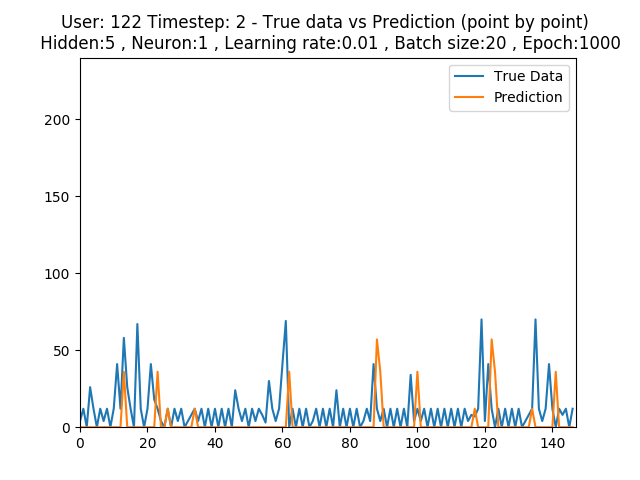 User: 122 Timestep: 2 - True data vs Prediction (point by point)
Hidden:5 , Neuron:1 , Learning rate:0.01 , Batch size:20 , Epoch:1000
True Data
Prediction
200
150
100
50
0
0 20 40 60 80 100 120 140